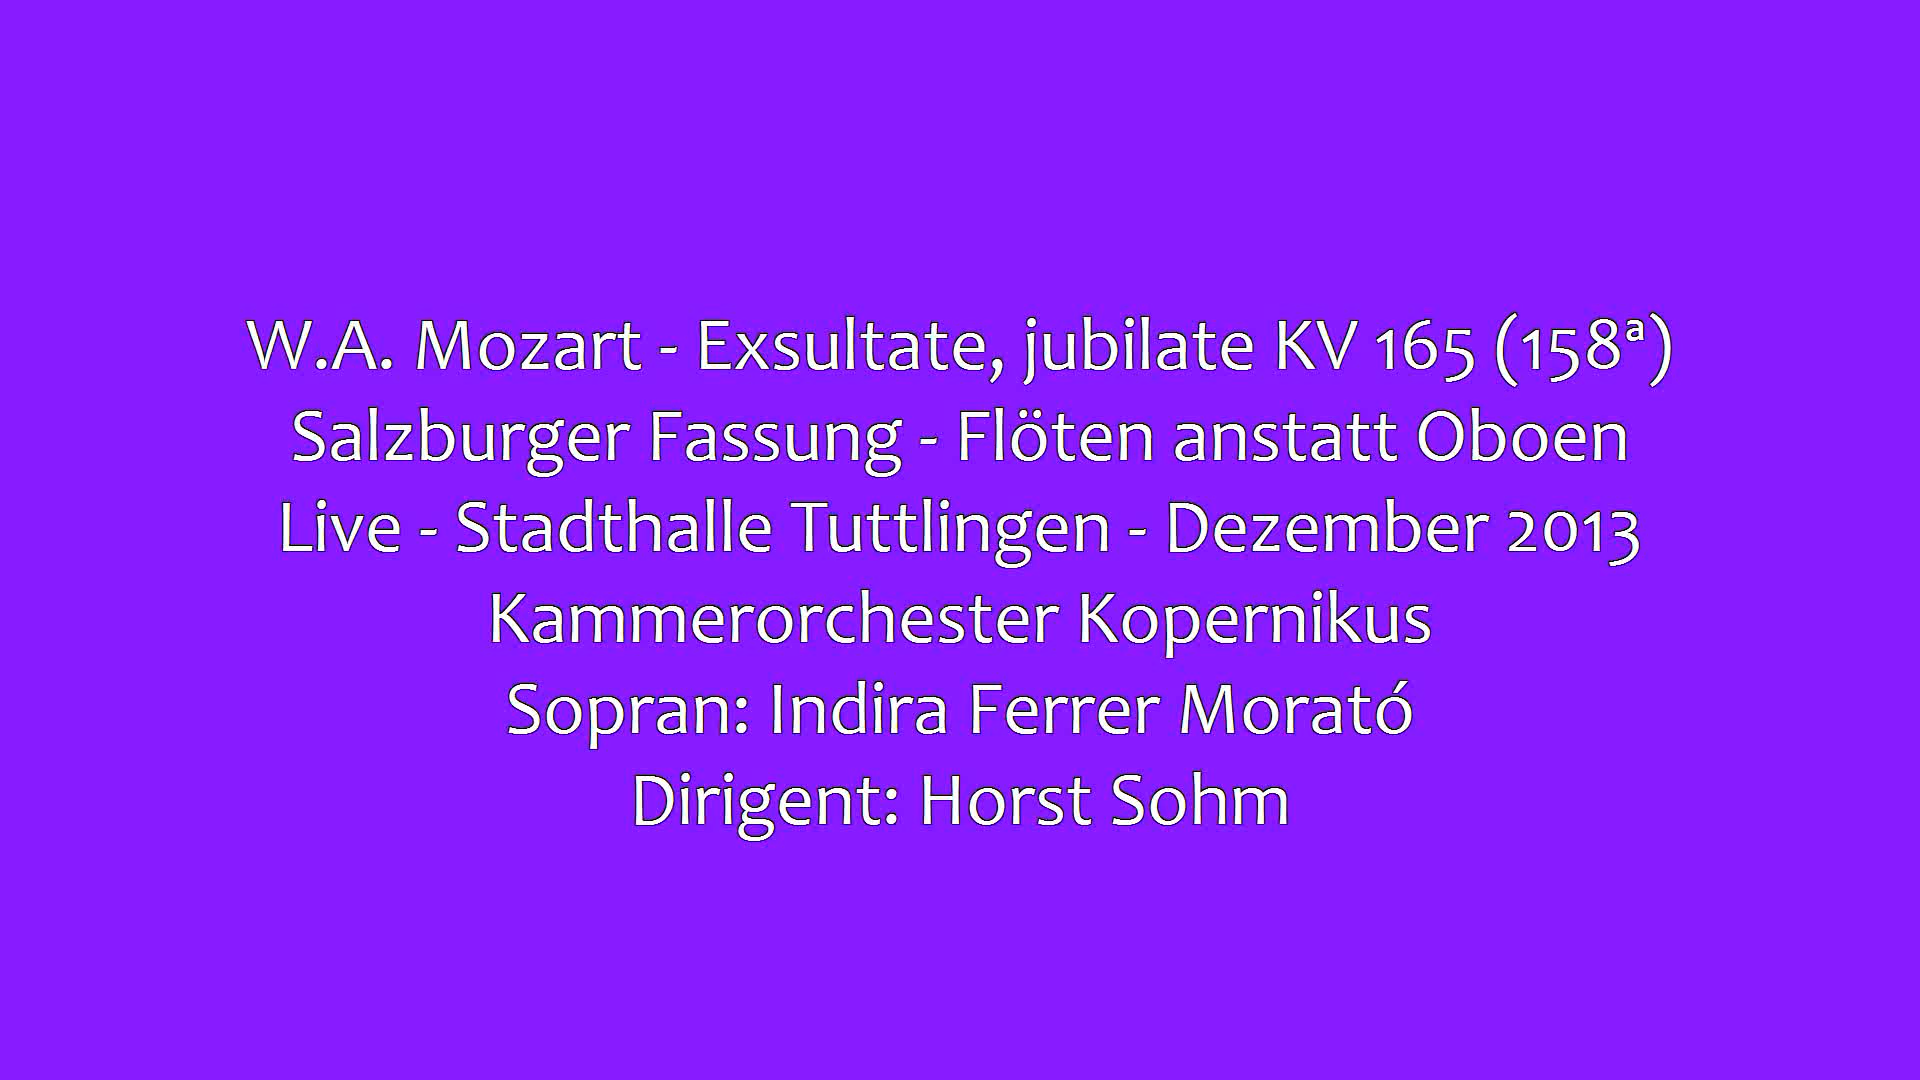 W.A. Mozart - Exsultate, jubilate KV 165 (158ª)
Salzburger Fassung - Flöten anstatt Oboen
Live - Stadthalle Tuttlingen - Dezember 2013
Kammerorchester Kopernikus
Sopran: Indira Ferrer Morató
Dirigent: Horst Sohm